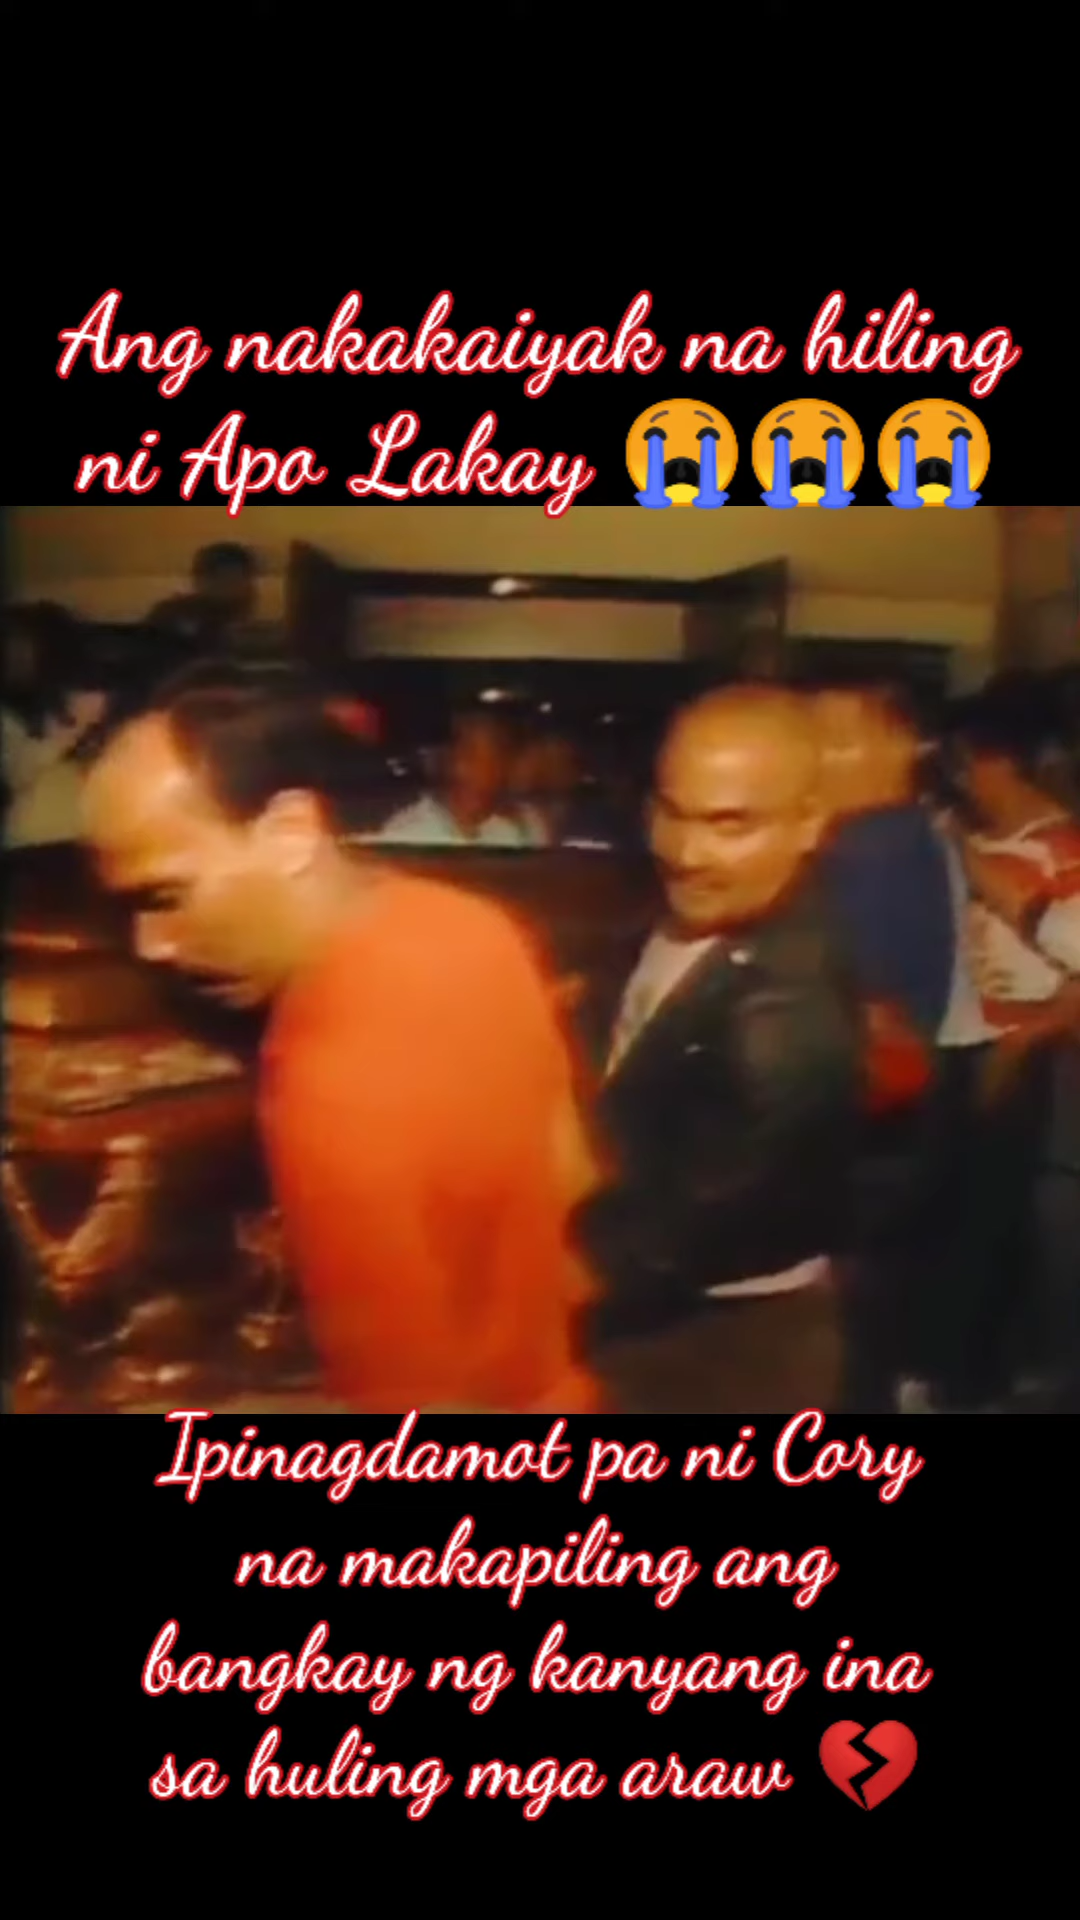 Ang nakakaiyak na hiling
ni Apo Lakay 😭😭😭
Ipinagdamot pa ni Cory
na makapiling ang
bangkay ng kanyang ina
sa huling mga araw 💔